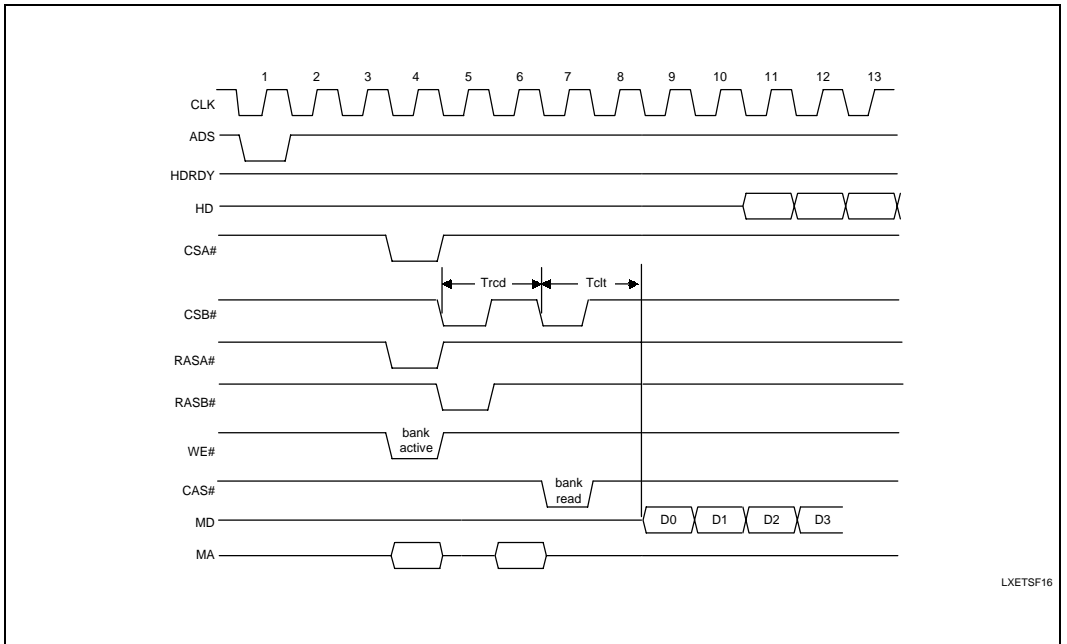 1 2 3 4 5 6 7 8 9 10 11 12 13
CLK
ADS
HDRDY
HD
CSA#
Trcd Tclt
CSB#
RASA#
RASB#
bank
active
WE#
bank
read
CAS#
MD D0 D1 D2 D3
MA
LXETSF16